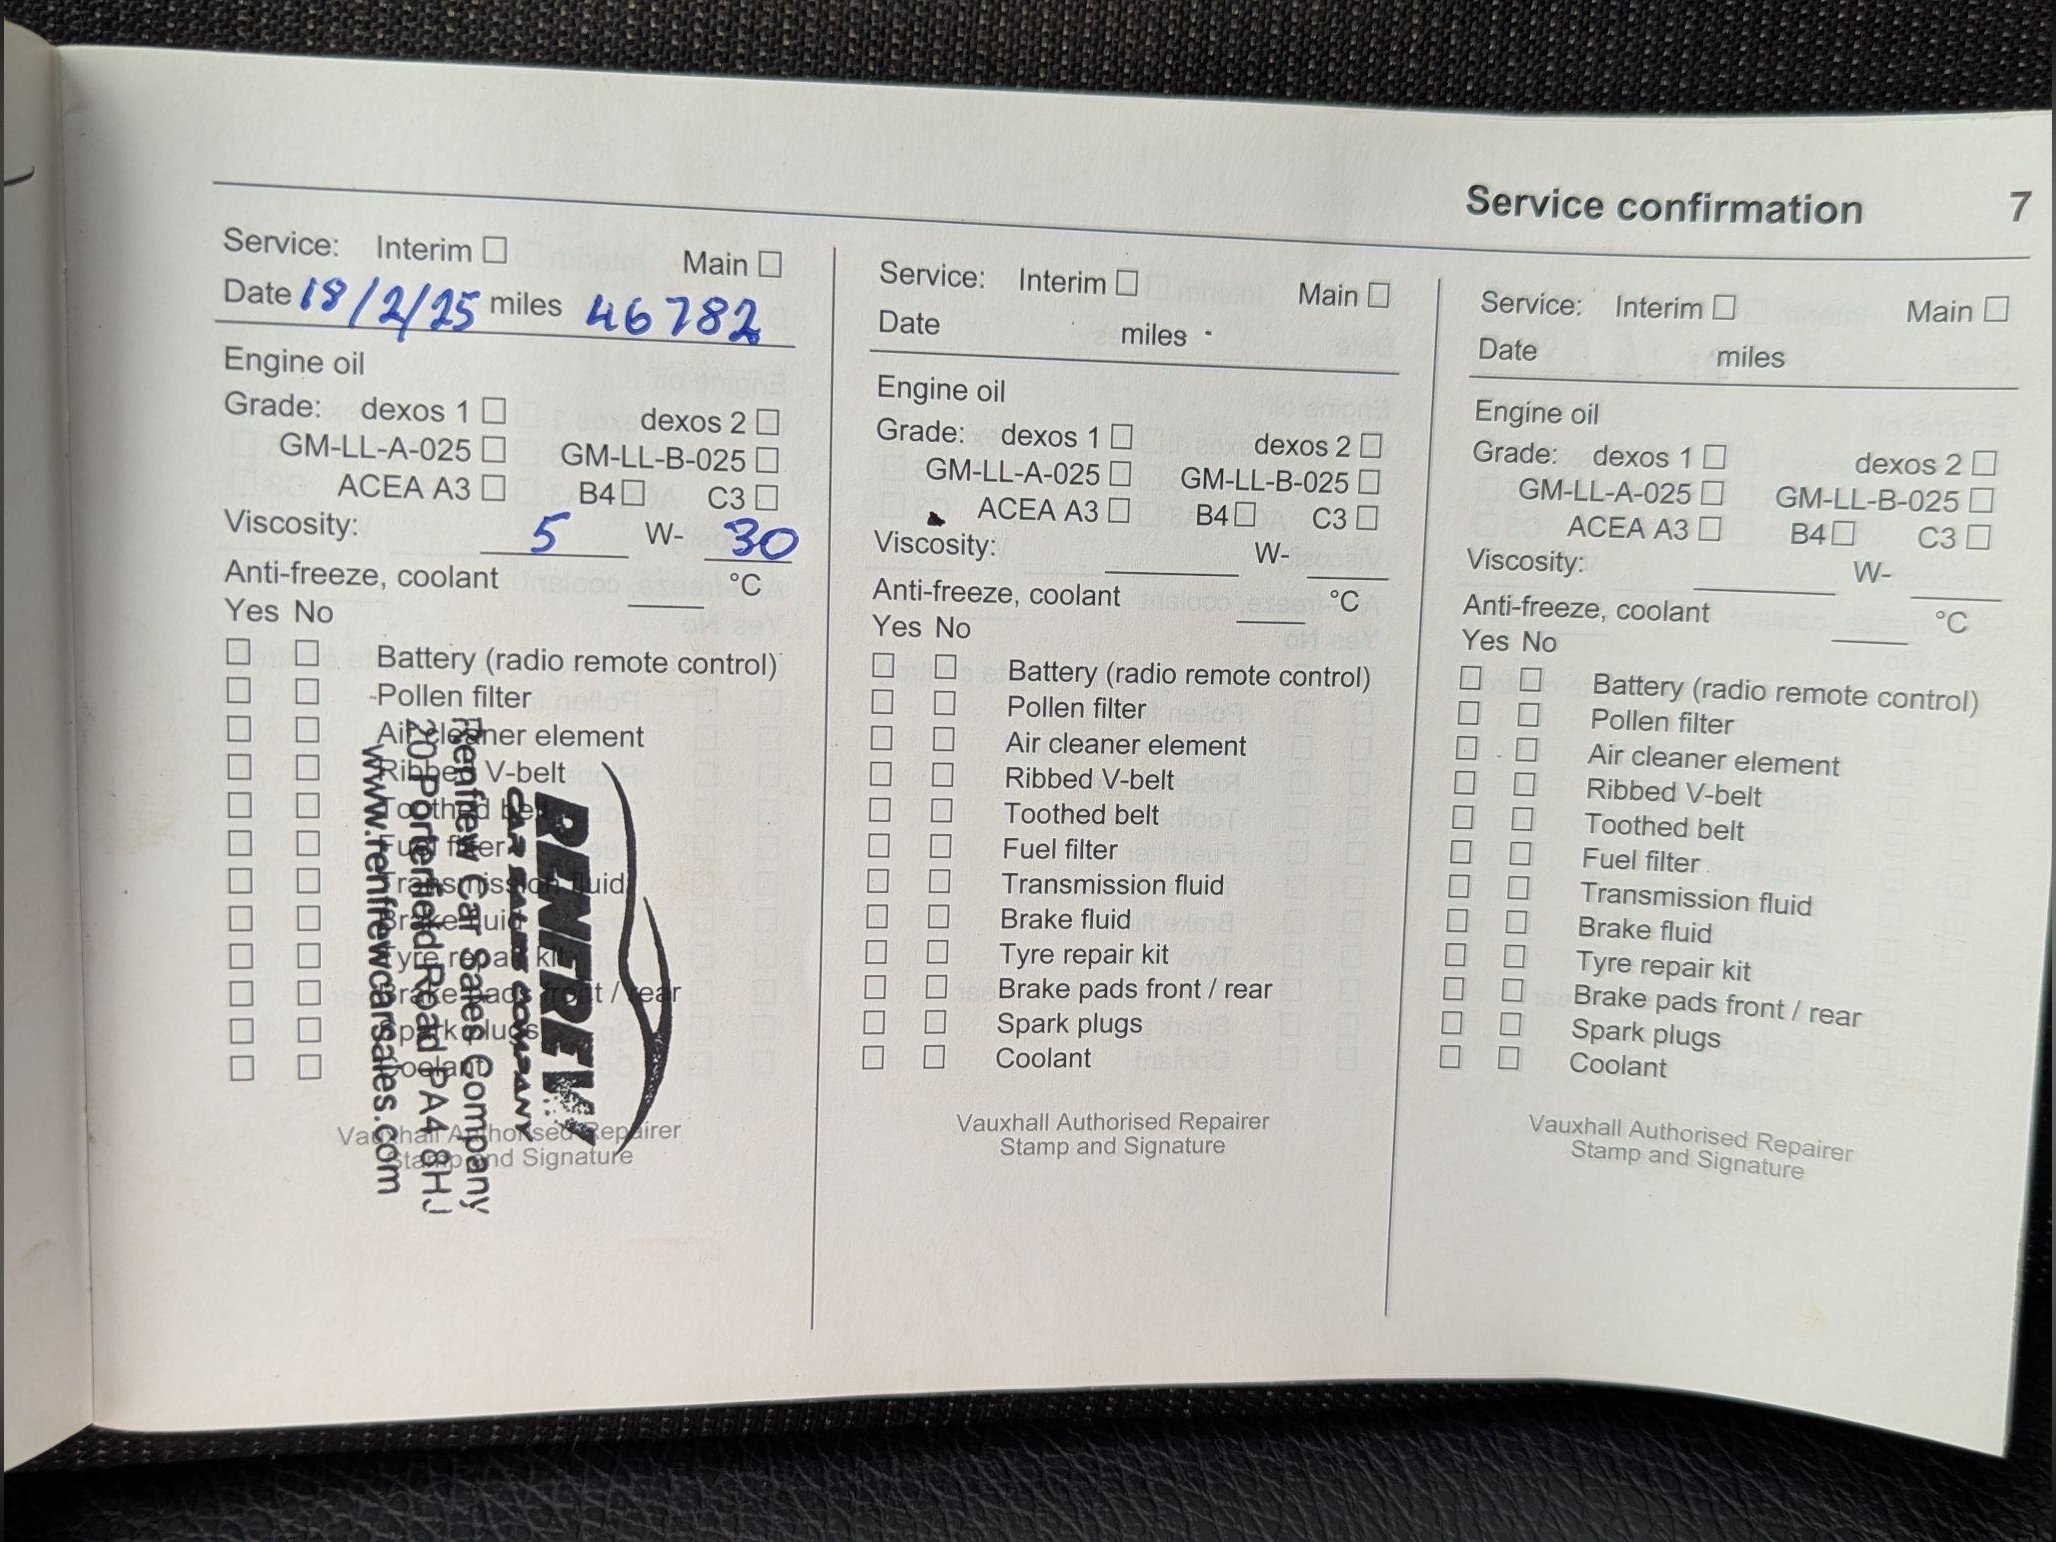 Service confirmation 7
Service: Interim ☐ Main ☐
Date 18/2/25 miles 46782
Engine oil
Grade: dexos 1 ☐ dexos 2 ☐
GM-LL-A-025 ☐ GM-LL-B-025 ☐
ACEA A3 ☐ B4 ☐ C3 ☐
Viscosity: 5 W- 30
Anti-freeze, coolant ____ °C
Yes No
☐ ☐ Battery (radio remote control)
☐ ☐ Pollen filter
☐ ☐ Air cleaner element
☐ ☐ Ribbed V-belt
☐ ☐ Toothed belt
☐ ☐ Fuel filter
☐ ☐ Transmission fluid
☐ ☐ Brake fluid
☐ ☐ Tyre repair kit
☐ ☐ Brake pads front / rear
☐ ☐ Spark plugs
☐ ☐ Coolant
Vauxhall Authorised Repairer
Stamp and Signature
RENFREW
CAR SALES COMPANY
Renfrew Car Sales Company
20 Porterfield Road PA4 8HJ
www.renfrewcarsales.com
Service: Interim ☐ Main ☐
Date miles
Engine oil
Grade: dexos 1 ☐ dexos 2 ☐
GM-LL-A-025 ☐ GM-LL-B-025 ☐
ACEA A3 ☐ B4 ☐ C3 ☐
Viscosity: ____ W- ____
Anti-freeze, coolant ____ °C
Yes No
☐ ☐ Battery (radio remote control)
☐ ☐ Pollen filter
☐ ☐ Air cleaner element
☐ ☐ Ribbed V-belt
☐ ☐ Toothed belt
☐ ☐ Fuel filter
☐ ☐ Transmission fluid
☐ ☐ Brake fluid
☐ ☐ Tyre repair kit
☐ ☐ Brake pads front / rear
☐ ☐ Spark plugs
☐ ☐ Coolant
Vauxhall Authorised Repairer
Stamp and Signature
Service: Interim ☐ Main ☐
Date miles
Engine oil
Grade: dexos 1 ☐ dexos 2 ☐
GM-LL-A-025 ☐ GM-LL-B-025 ☐
ACEA A3 ☐ B4 ☐ C3 ☐
Viscosity: ____ W- ____
Anti-freeze, coolant ____ °C
Yes No
☐ ☐ Battery (radio remote control)
☐ ☐ Pollen filter
☐ ☐ Air cleaner element
☐ ☐ Ribbed V-belt
☐ ☐ Toothed belt
☐ ☐ Fuel filter
☐ ☐ Transmission fluid
☐ ☐ Brake fluid
☐ ☐ Tyre repair kit
☐ ☐ Brake pads front / rear
☐ ☐ Spark plugs
☐ ☐ Coolant
Vauxhall Authorised Repairer
Stamp and Signature